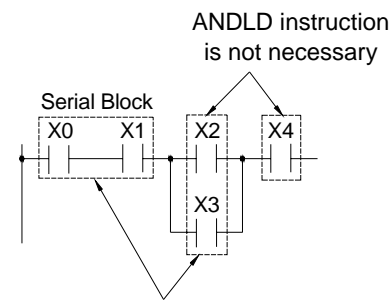 ANDLD instruction
is not necessary
Serial Block
X0 X1 X2 X4
X3